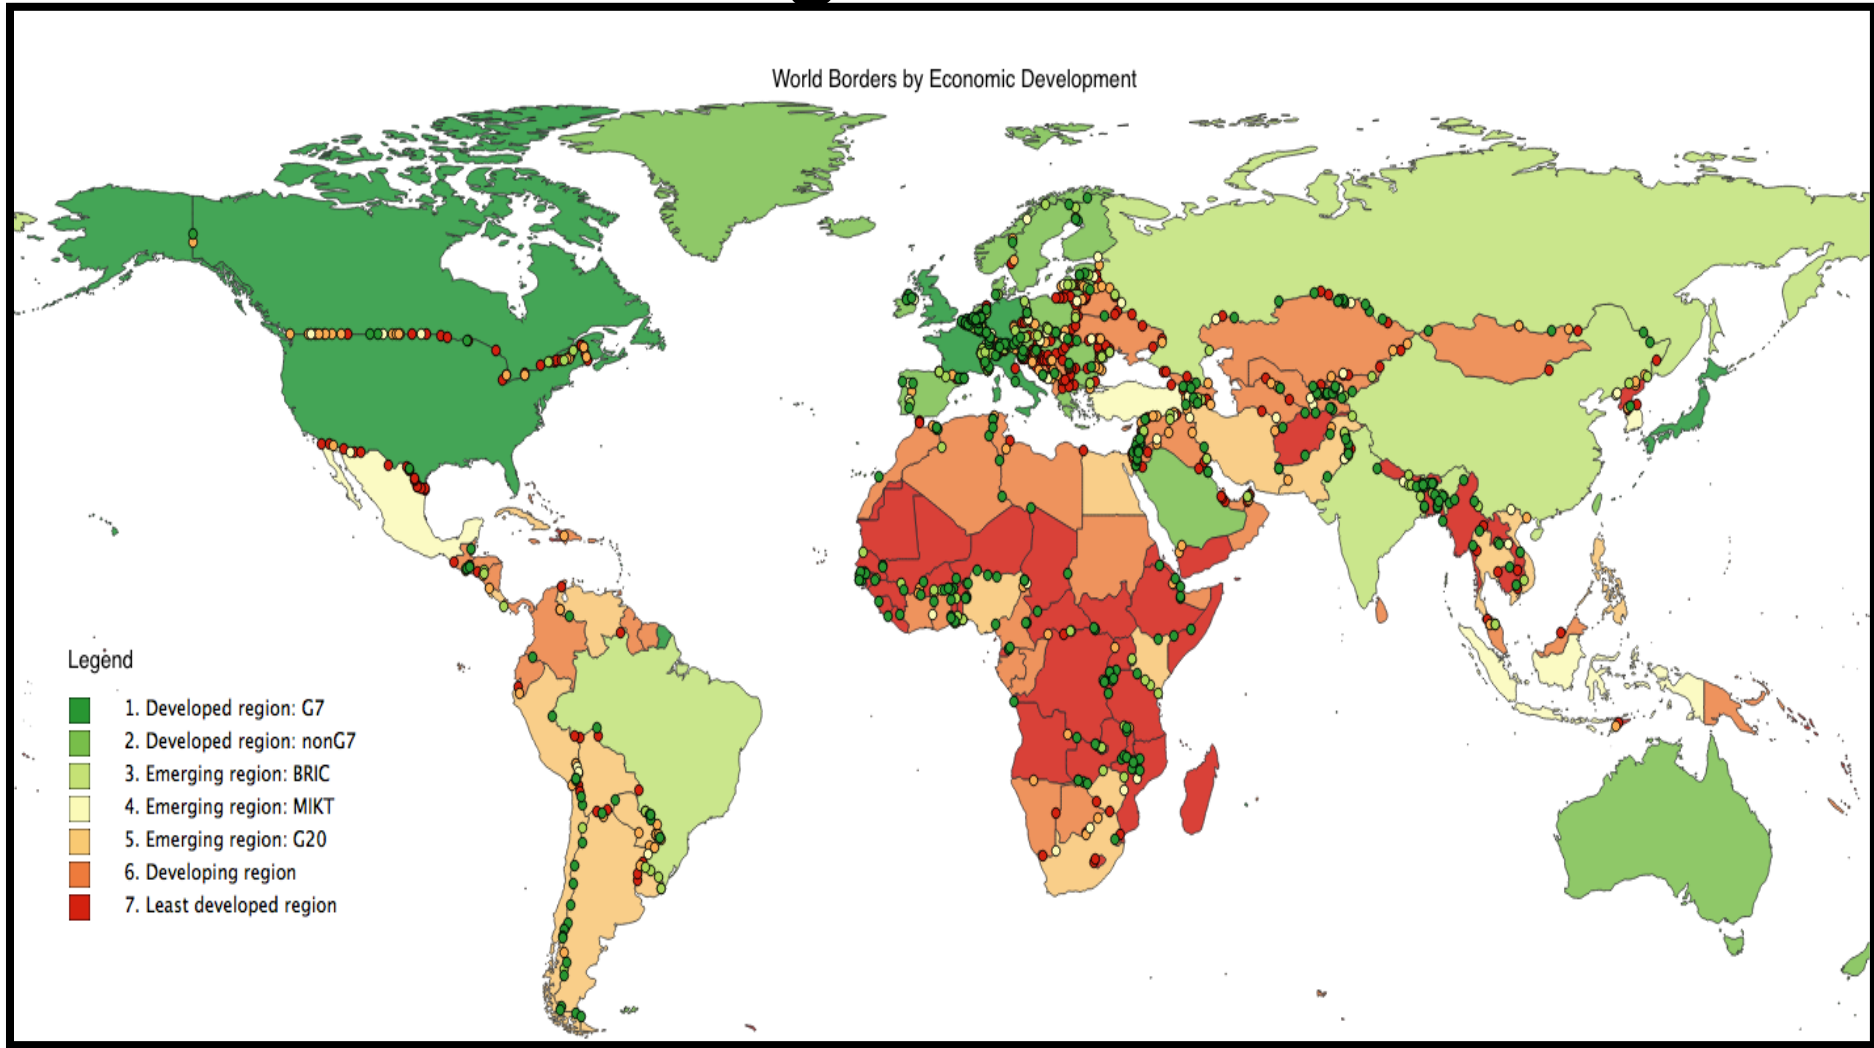 World Borders by Economic Development
Legend
1. Developed region: G7
2. Developed region: nonG7
3. Emerging region: BRIC
4. Emerging region: MIKT
5. Emerging region: G20
6. Developing region
7. Least developed region